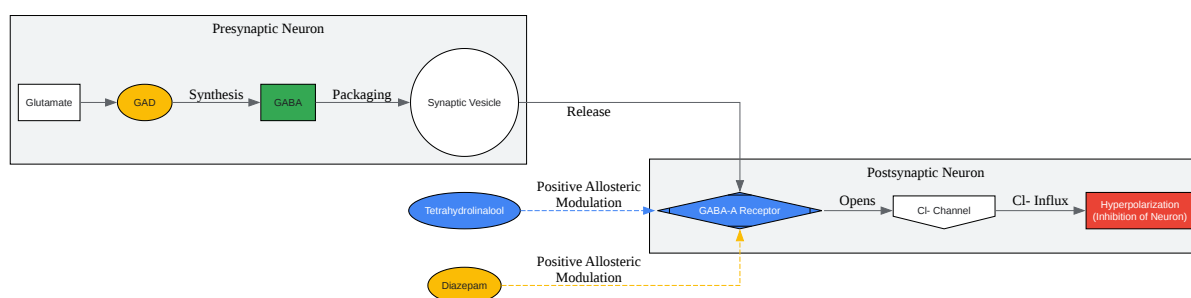 Presynaptic Neuron
Glutamate
GAD
Synthesis
GABA
Packaging
Synaptic Vesicle
Release
Postsynaptic Neuron
Tetrahydrolinalool
Positive Allosteric
Modulation
GABA-A Receptor
Opens
Cl- Channel
Cl- Influx
Hyperpolarization
(Inhibition of Neuron)
Diazepam
Positive Allosteric
Modulation